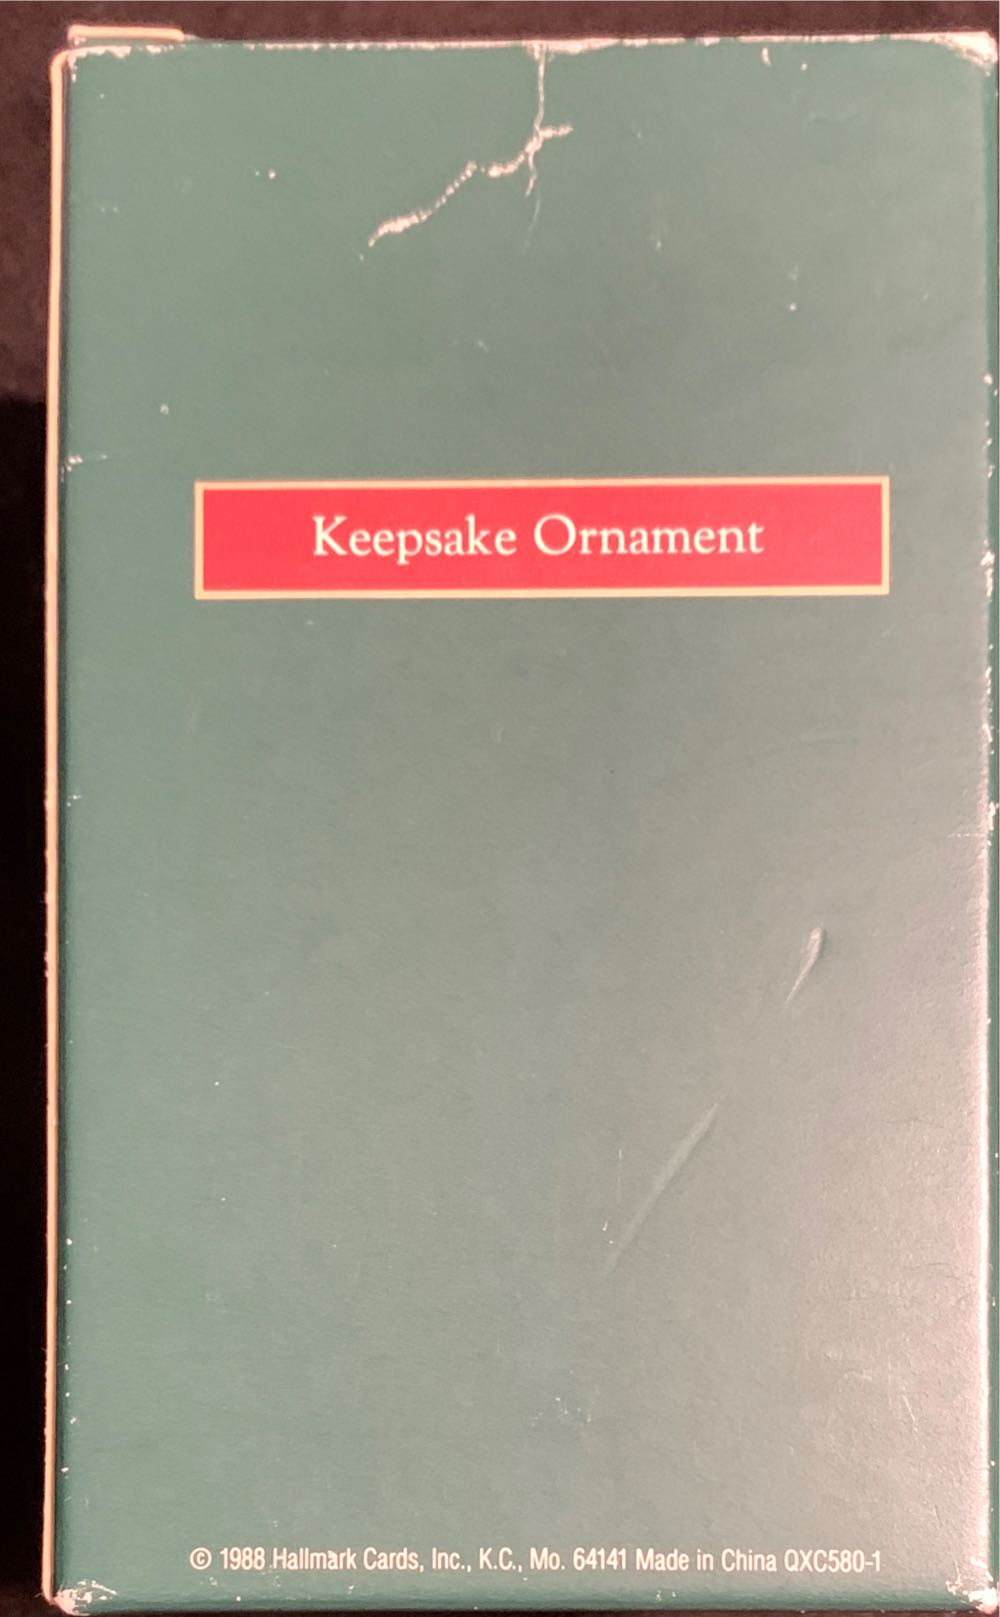 Keepsake Ornament
© 1988 Hallmark Cards, Inc., K.C., Mo. 64141 Made in China QXC580-1